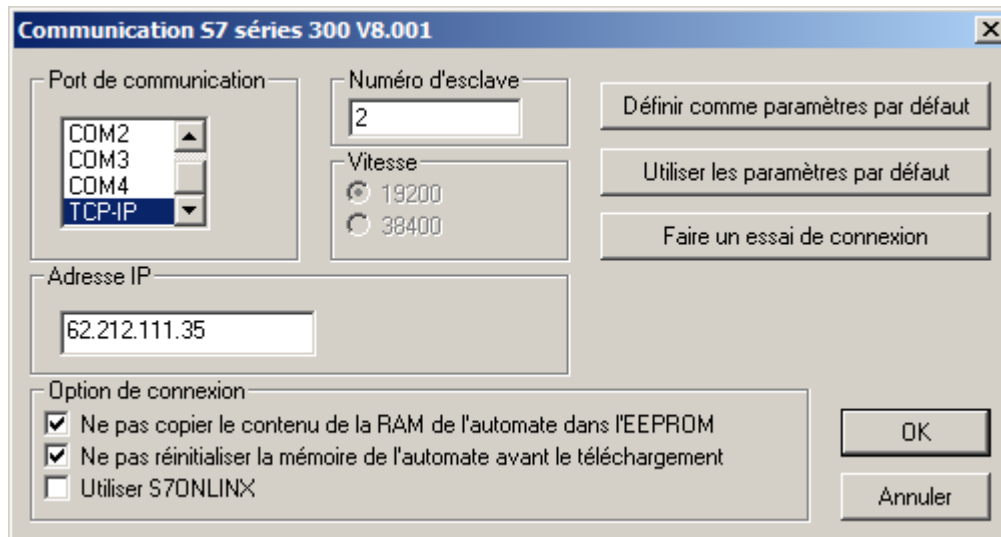 Communication S7 séries 300 V8.001
Port de communication
COM2
COM3
COM4
TCP-IP
Numéro d'esclave
2
Vitesse
19200
38400
Définir comme paramètres par défaut
Utiliser les paramètres par défaut
Faire un essai de connexion
Adresse IP
62.212.111.35
Option de connexion
Ne pas copier le contenu de la RAM de l'automate dans l'EEPROM
Ne pas réinitialiser la mémoire de l'automate avant le téléchargement
Utiliser S7ONLINX
OK
Annuler